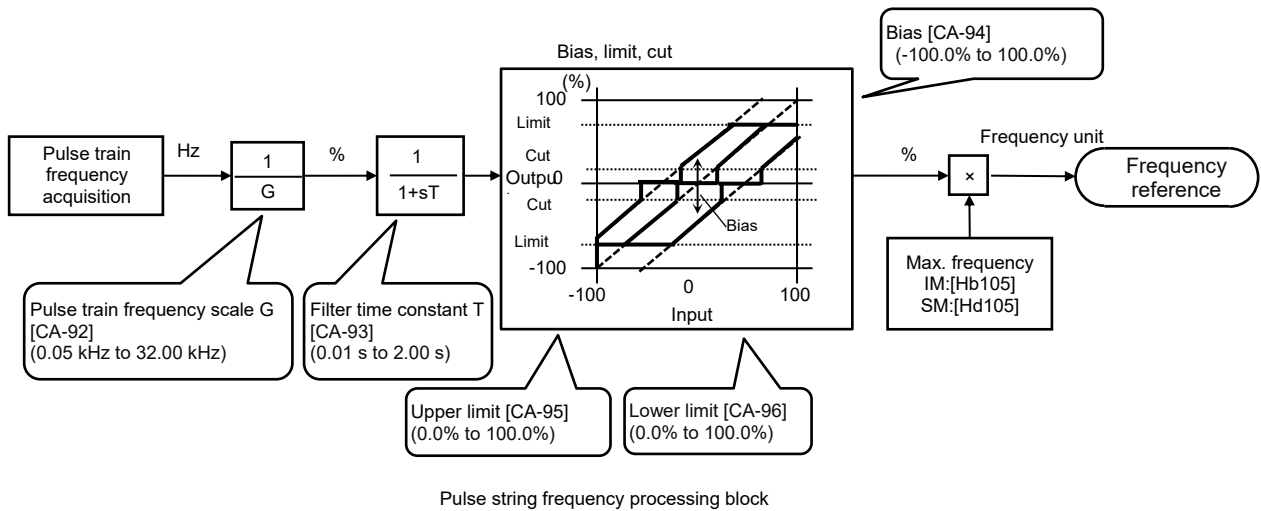 Bias [CA-94]
(-100.0% to 100.0%)
Bias, limit, cut
(%)
100
Limit
Cut
Outpu0
Cut
Limit
-100
-100
0
100
Input
Bias
Pulse train
frequency
acquisition
Hz
1
G
%
1
1+sT
%
×
Frequency unit
Frequency
reference
Max. frequency
IM:[Hb105]
SM:[Hd105]
Pulse train frequency scale G
[CA-92]
(0.05 kHz to 32.00 kHz)
Filter time constant T
[CA-93]
(0.01 s to 2.00 s)
Upper limit [CA-95]
(0.0% to 100.0%)
Lower limit [CA-96]
(0.0% to 100.0%)
Pulse string frequency processing block